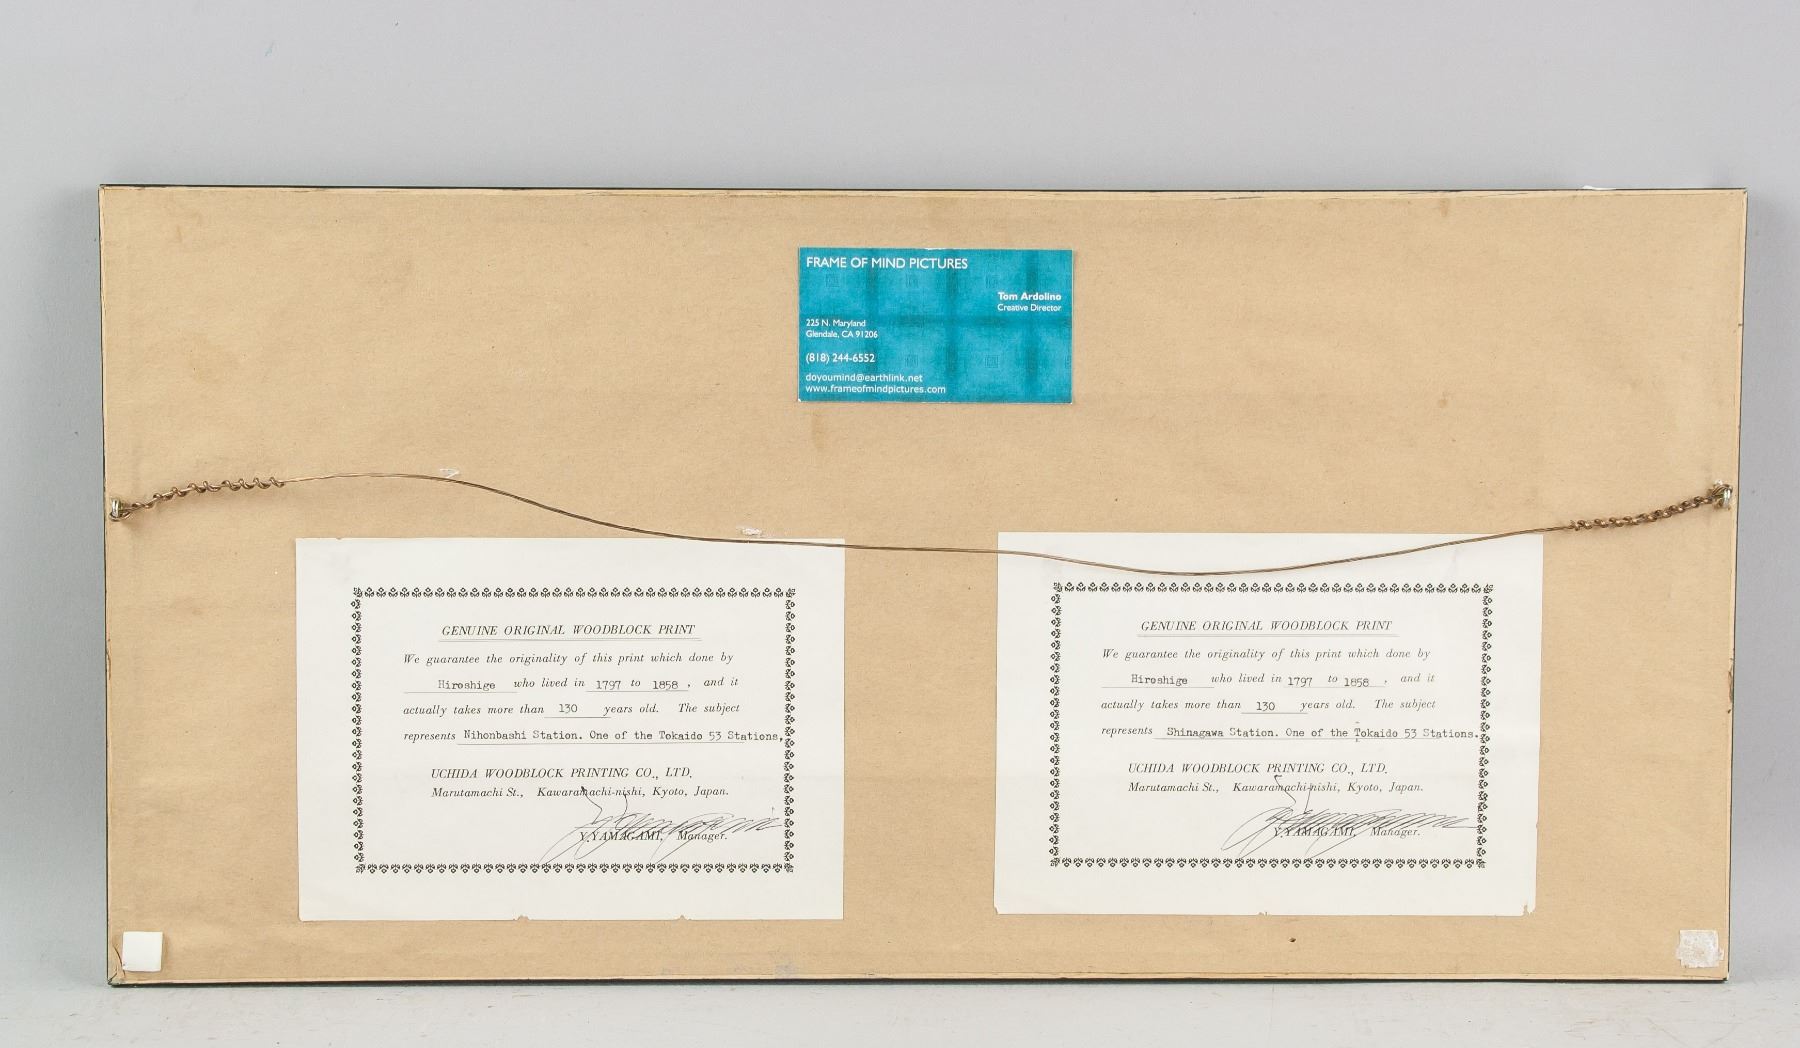 FRAME OF MIND PICTURES
Tom Ardolino
Creative Director
225 N. Maryland
Glendale, CA 91206
(818) 244-6552
doyoumind@earthlink.net
www.frameofmindpictures.com
GENUINE ORIGINAL WOODBLOCK PRINT
We guarantee the originality of this print which done by
Hiroshige who lived in 1797 to 1858, and it
actually takes more than 130 years old. The subject
represents Nihonbashi Station. One of the Tokaido 53 Stations,
UCHIDA WOODBLOCK PRINTING CO., LTD.
Marutamachi St., Kawaramachi-nishi, Kyoto, Japan.
Y.YAMAGAMI, Manager.
GENUINE ORIGINAL WOODBLOCK PRINT
We guarantee the originality of this print which done by
Hiroshige who lived in 1797 to 1858, and it
actually takes more than 130 years old. The subject
represents Shinagawa Station. One of the Tokaido 53 Stations.
UCHIDA WOODBLOCK PRINTING CO., LTD.
Marutamachi St., Kawaramachi-nishi, Kyoto, Japan.
Y.YAMAGAMI, Manager.